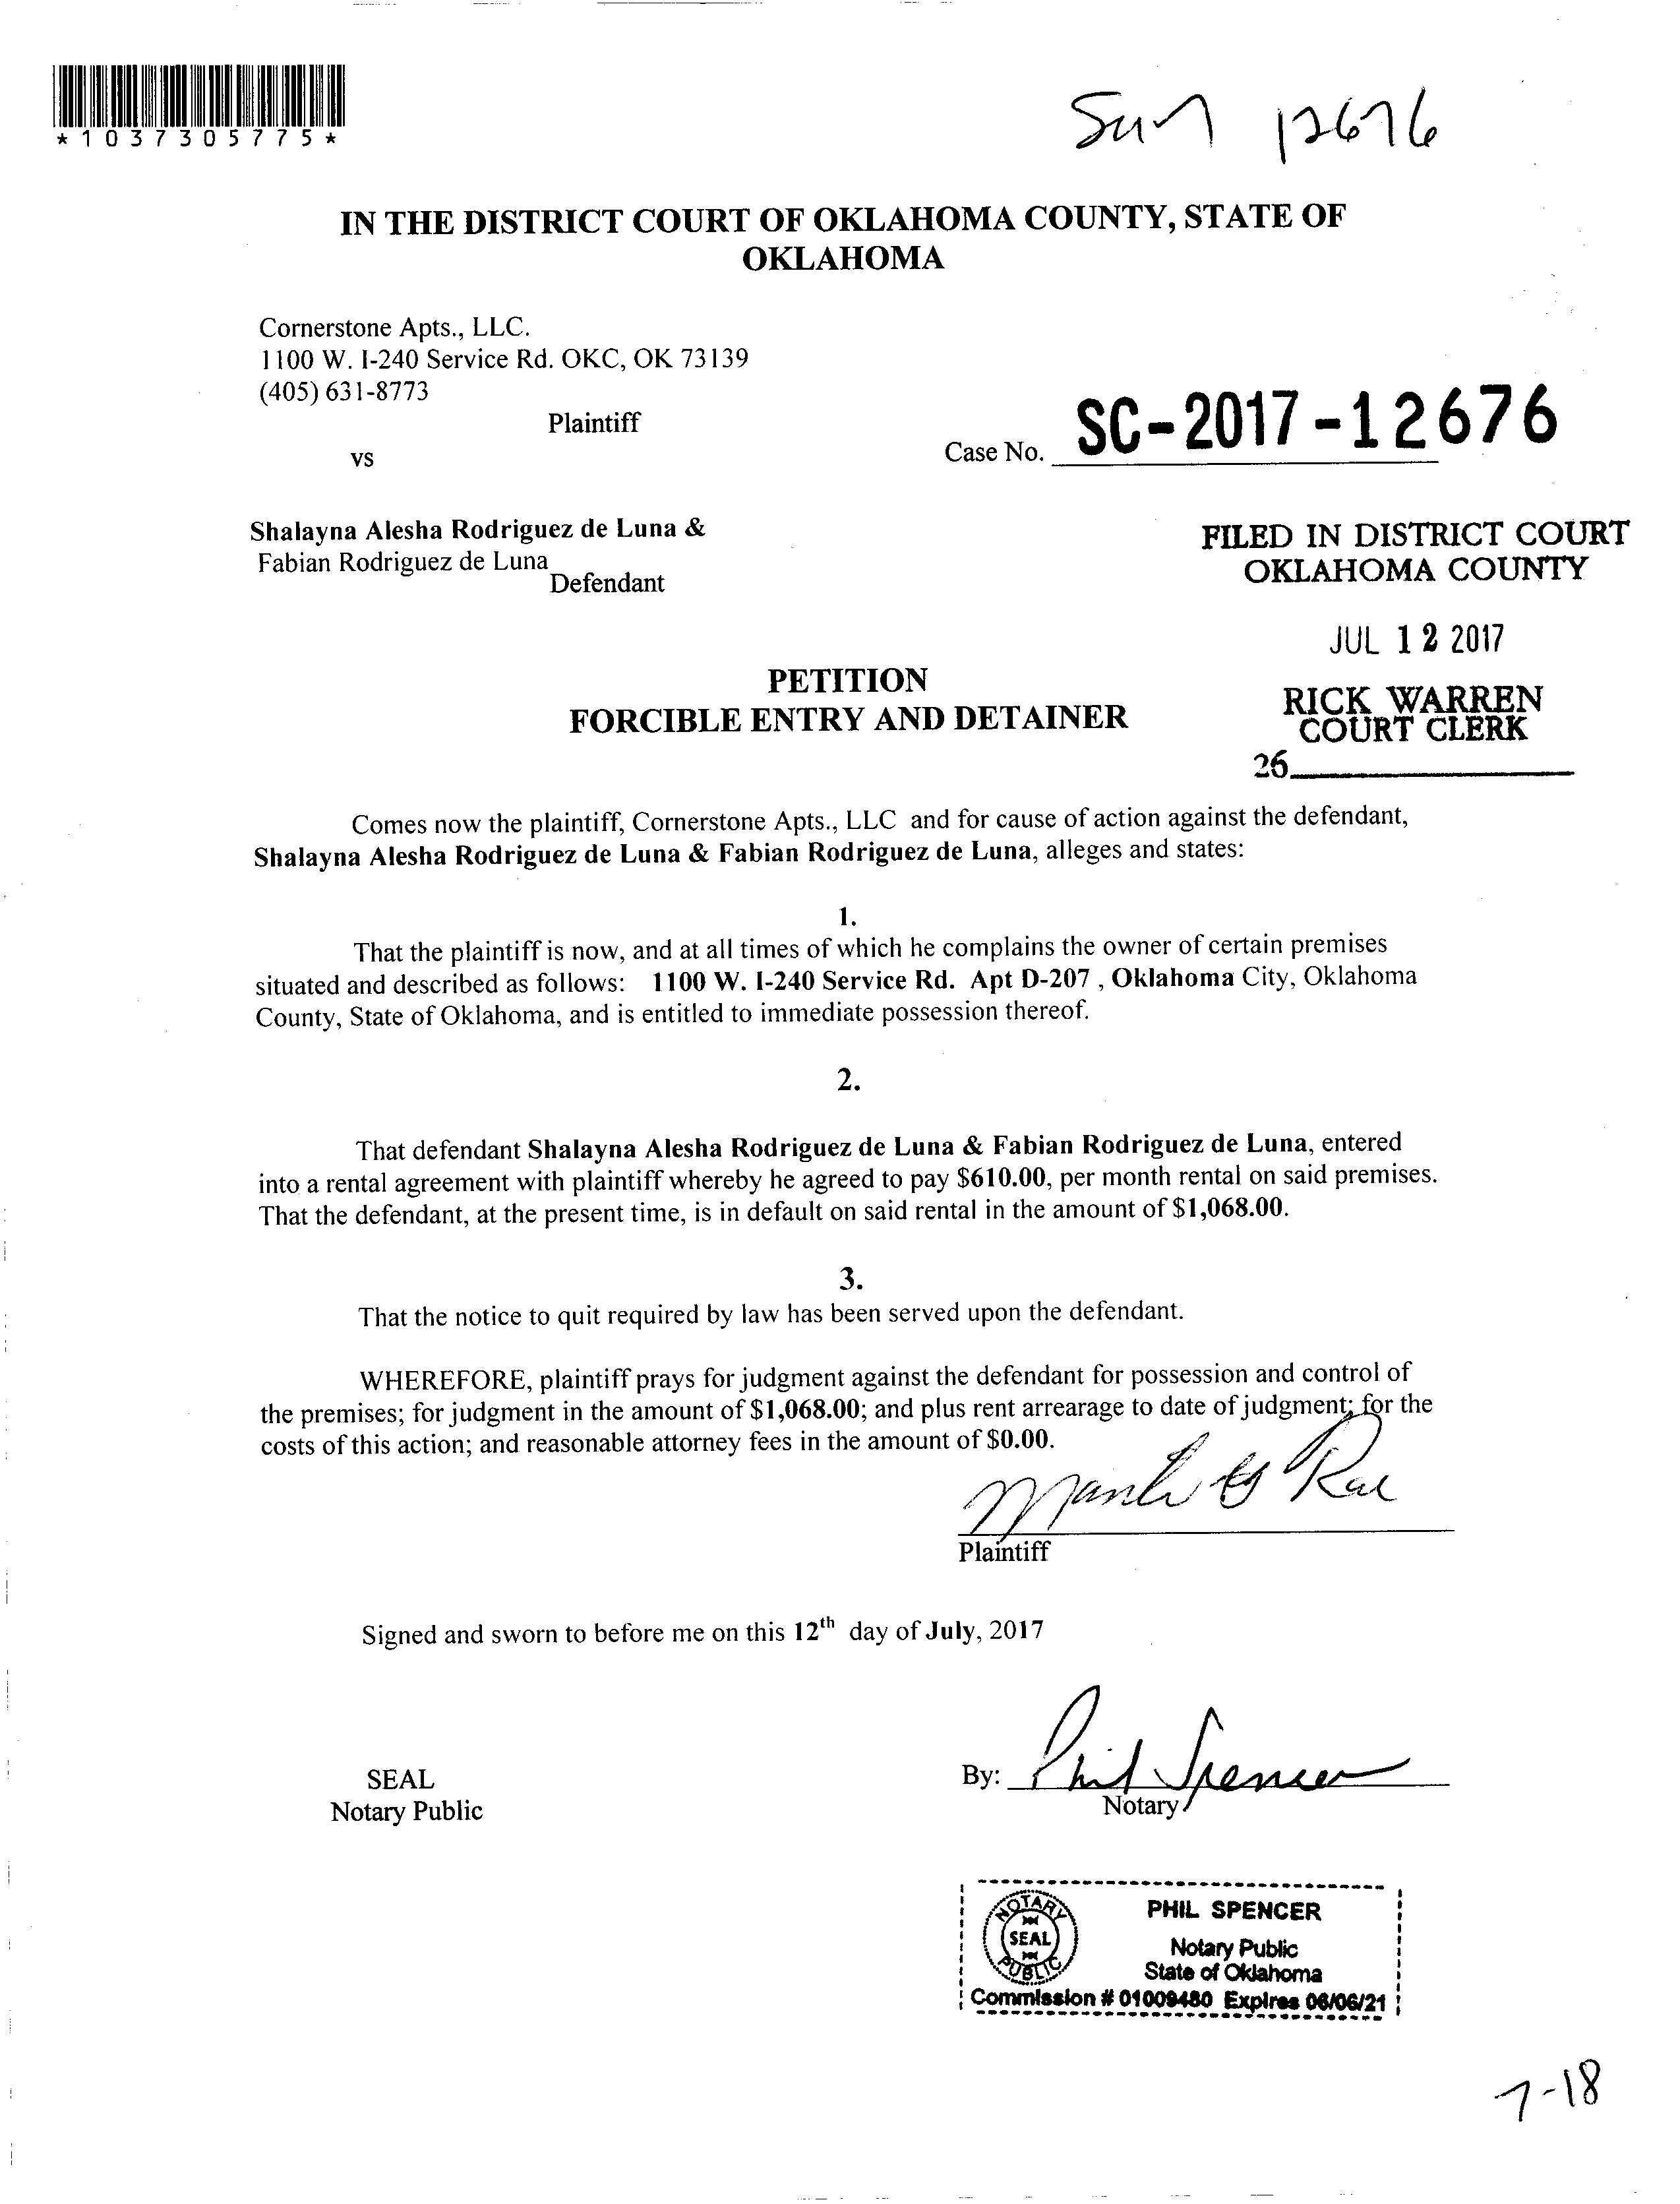 *1037305775*
12676
IN THE DISTRICT COURT OF OKLAHOMA COUNTY, STATE OF
OKLAHOMA
Cornerstone Apts., LLC.
1100 W. I-240 Service Rd. OKC, OK 73139
(405) 631-8773
Plaintiff
vs
Case No. SC-2017-12676
Shalayna Alesha Rodriguez de Luna &
Fabian Rodriguez de Luna
Defendant
FILED IN DISTRICT COURT
OKLAHOMA COUNTY
JUL 12 2017
RICK WARREN
COURT CLERK
26
PETITION
FORCIBLE ENTRY AND DETAINER
Comes now the plaintiff, Cornerstone Apts., LLC and for cause of action against the defendant,
Shalayna Alesha Rodriguez de Luna & Fabian Rodriguez de Luna, alleges and states:
1.
That the plaintiff is now, and at all times of which he complains the owner of certain premises
situated and described as follows: 1100 W. I-240 Service Rd. Apt D-207 , Oklahoma City, Oklahoma
County, State of Oklahoma, and is entitled to immediate possession thereof.
2.
That defendant Shalayna Alesha Rodriguez de Luna & Fabian Rodriguez de Luna, entered
into a rental agreement with plaintiff whereby he agreed to pay $610.00, per month rental on said premises.
That the defendant, at the present time, is in default on said rental in the amount of $1,068.00.
3.
That the notice to quit required by law has been served upon the defendant.
WHEREFORE, plaintiff prays for judgment against the defendant for possession and control of
the premises; for judgment in the amount of $1,068.00; and plus rent arrearage to date of judgment; for the
costs of this action; and reasonable attorney fees in the amount of $0.00.
Plaintiff
Signed and sworn to before me on this 12th day of July, 2017
SEAL
Notary Public
By: Phil Spencer
Notary
NOTARY PUBLIC
SEAL
PHIL SPENCER
Notary Public
State of Oklahoma
Commission # 01009480 Expires 06/06/21
7-18